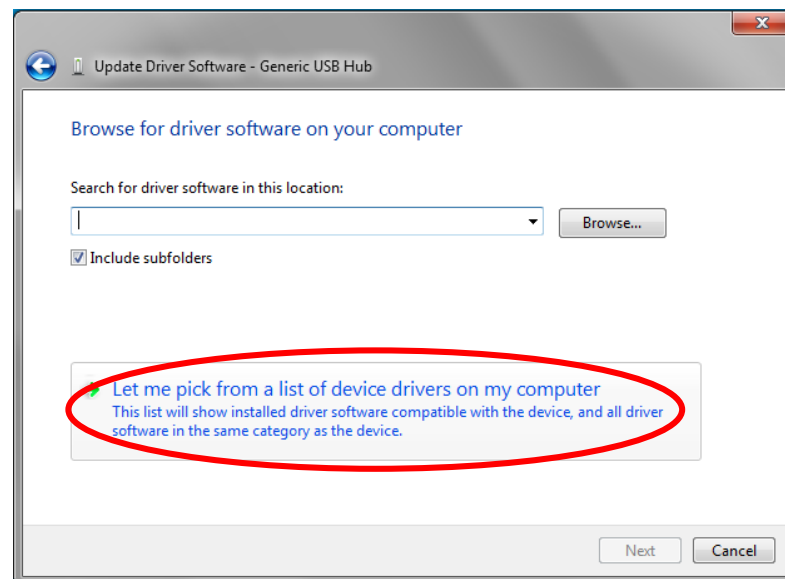 Update Driver Software - Generic USB Hub
Browse for driver software on your computer
Search for driver software in this location:
Browse...
Include subfolders
Let me pick from a list of device drivers on my computer
This list will show installed driver software compatible with the device, and all driver
software in the same category as the device.
Next
Cancel